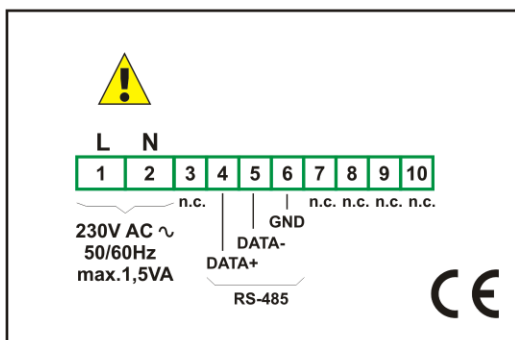 L N
1 2 3 4 5 6 7 8 9 10
n.c. n.c. n.c. n.c. n.c.
GND
230V AC ∿
DATA-
50/60Hz
DATA+
max.1,5VA
RS-485
CE